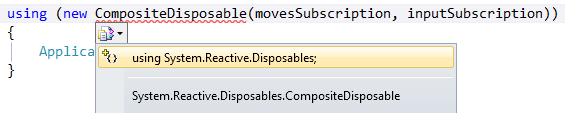 using (new CompositeDisposable(movesSubscription, inputSubscription))
{
Applica
}
using System.Reactive.Disposables;
System.Reactive.Disposables.CompositeDisposable